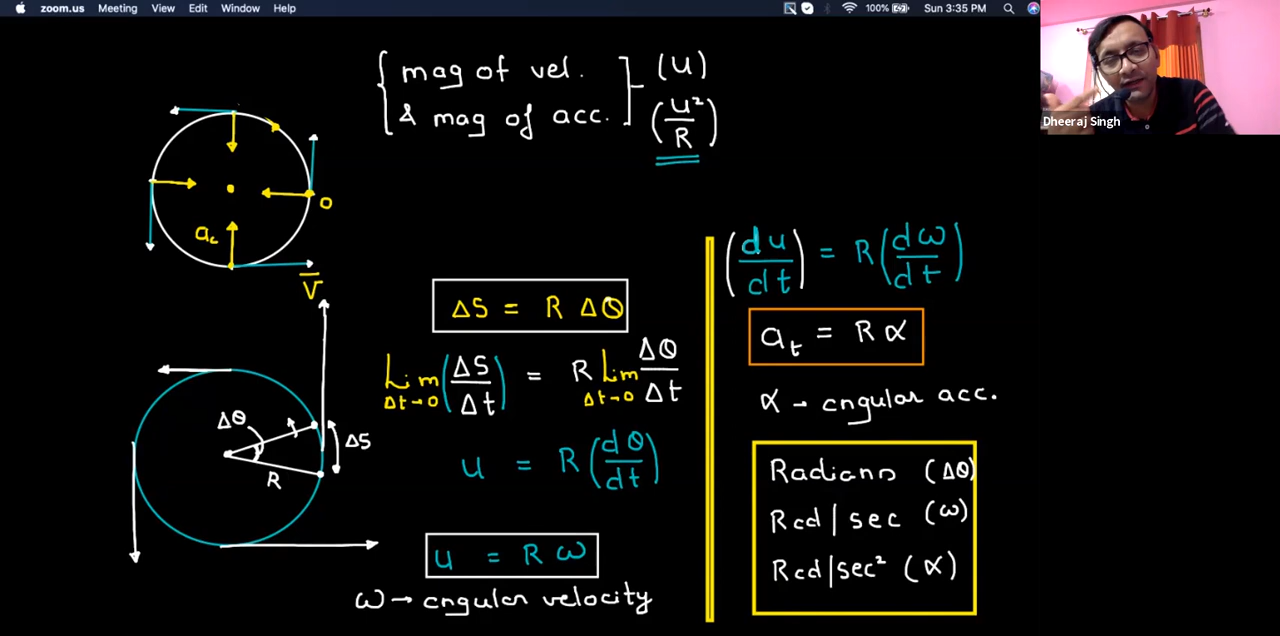 zoom.us Meeting View Edit Window Help
100% Sun 3:35 PM
Dheeraj Singh
mag of vel. (u)
& mag of acc. (u²/R)
o
ac
V
ΔS = R Δθ
Lim Δt→0 (ΔS/Δt) = R Lim Δt→0 Δθ/Δt
u = R (dθ/dt)
u = R ω
ω → angular velocity
Δθ
ΔS
R
(du/dt) = R (dω/dt)
at = R α
α → angular acc.
Radians (Δθ)
Rad/sec (ω)
Rad/sec² (α)